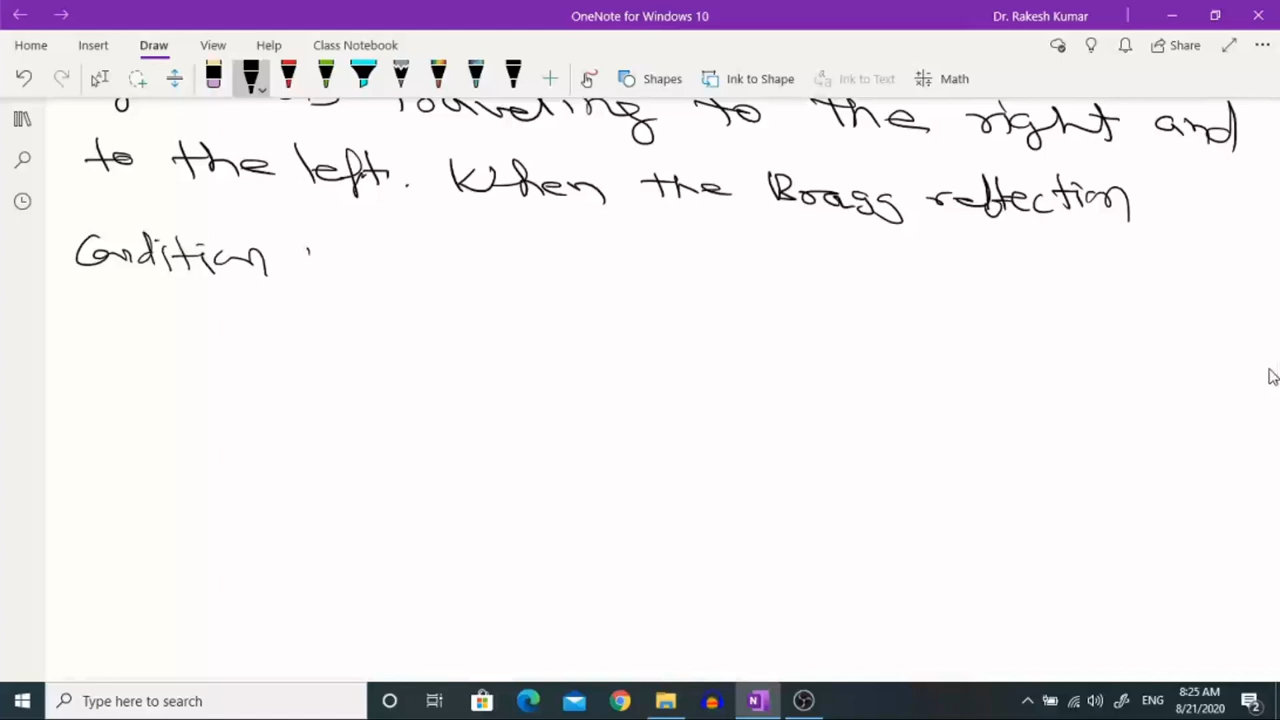 OneNote for Windows 10
Dr. Rakesh Kumar
Home Insert Draw View Help Class Notebook Share
Shapes Ink to Shape Ink to Text Math
traveling to the right and
to the left. When the Bragg reflection
Condition
Type here to search
ENG
8:25 AM
8/21/2020
2